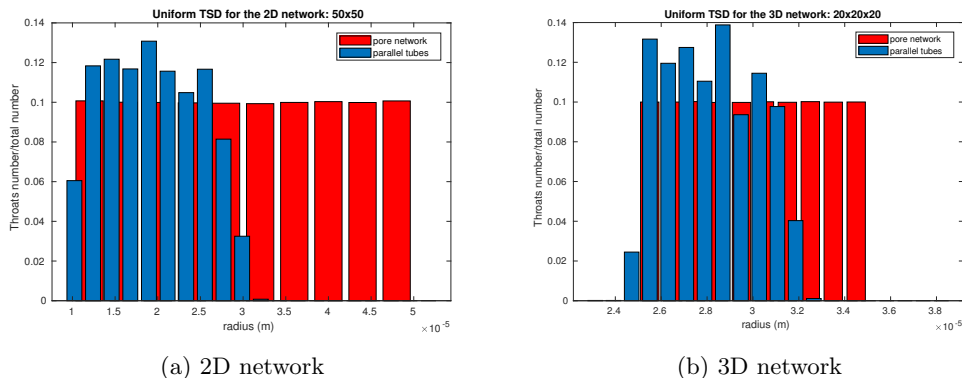 Uniform TSD for the 2D network: 50x50
pore network
parallel tubes
Throats number/total number
0.14
0.12
0.1
0.08
0.06
0.04
0.02
0
1 1.5 2 2.5 3 3.5 4 4.5 5
radius (m)
×10⁻⁵
(a) 2D network
Uniform TSD for the 3D network: 20x20x20
pore network
parallel tubes
Throats number/total number
0.14
0.12
0.1
0.08
0.06
0.04
0.02
0
2.4 2.6 2.8 3 3.2 3.4 3.6 3.8
radius (m)
×10⁻⁵
(b) 3D network